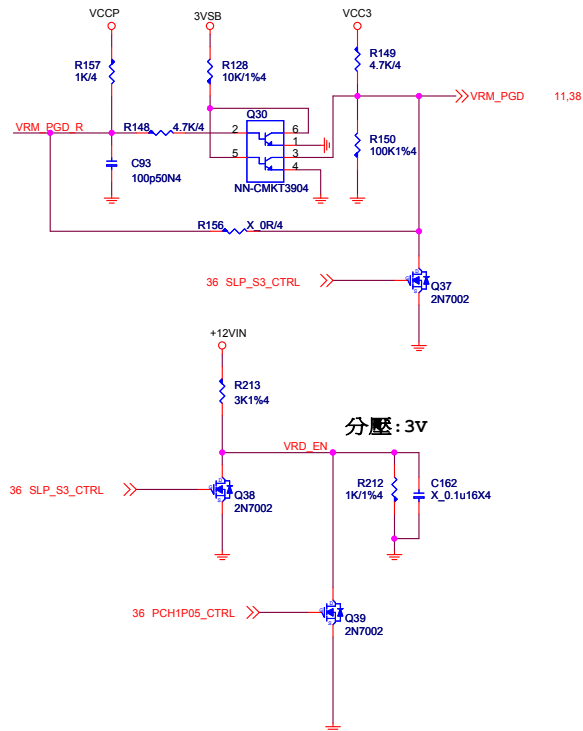 VCCP
3VSB
VCC3
R157
1K/4
R128
10K/1%4
R149
4.7K/4
VRM_PGD
11,38
Q30
VRM_PGD_R
R148
4.7K/4
2
6
1
5
3
4
R150
100K1%4
C93
100p50N4
NN-CMKT3904
R156
X_0R/4
36 SLP_S3_CTRL
Q37
2N7002
+12VIN
R213
3K1%4
分壓:3V
VRD_EN
36 SLP_S3_CTRL
Q38
2N7002
R212
1K/1%4
C162
X_0.1u16X4
36 PCH1P05_CTRL
Q39
2N7002